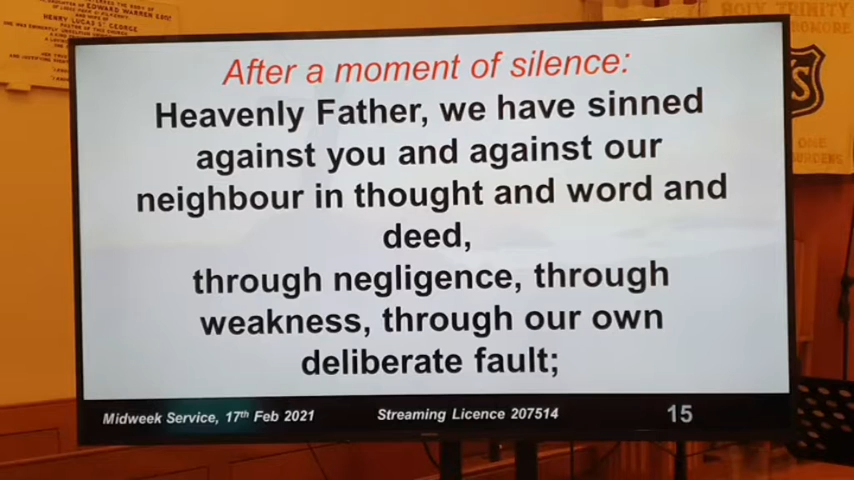 EDWARD WARREN ESQR
HENRY LUCAS ST GEORGE
HOLY TRINITY
After a moment of silence:
Heavenly Father, we have sinned
against you and against our
neighbour in thought and word and
deed,
through negligence, through
weakness, through our own
deliberate fault;
Midweek Service, 17th Feb 2021
Streaming Licence 207514
15